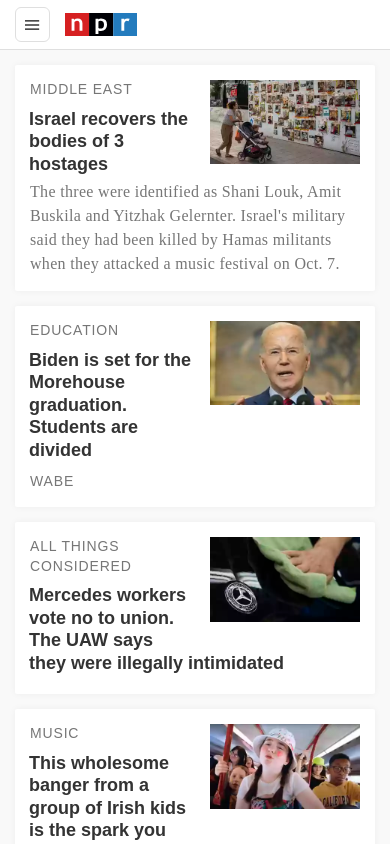 npr
MIDDLE EAST
Israel recovers the
bodies of 3
hostages
The three were identified as Shani Louk, Amit
Buskila and Yitzhak Gelernter. Israel's military
said they had been killed by Hamas militants
when they attacked a music festival on Oct. 7.
EDUCATION
Biden is set for the
Morehouse
graduation.
Students are
divided
WABE
ALL THINGS
CONSIDERED
Mercedes workers
vote no to union.
The UAW says
they were illegally intimidated
MUSIC
This wholesome
banger from a
group of Irish kids
is the spark you